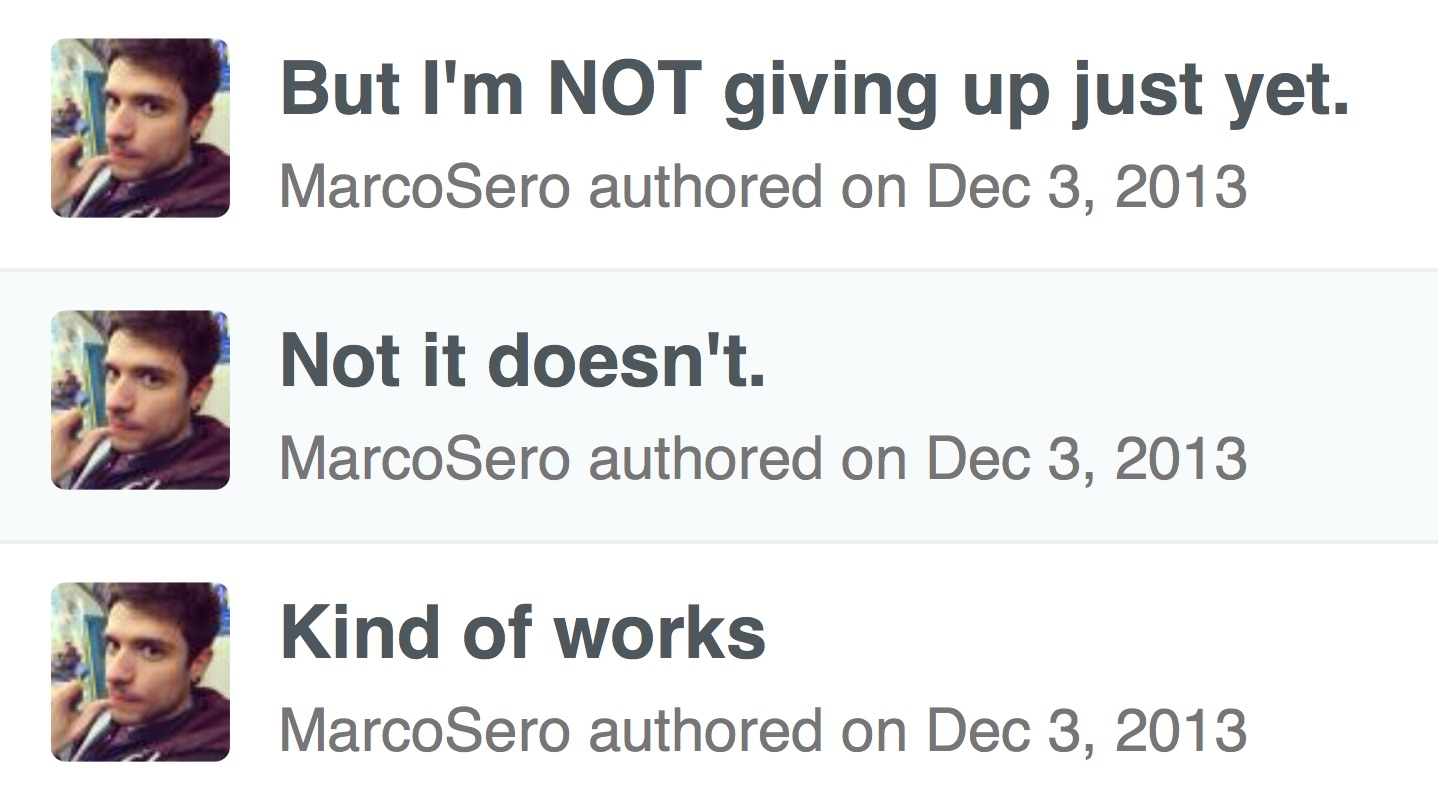 But I'm NOT giving up just yet.
MarcoSero authored on Dec 3, 2013
Not it doesn't.
MarcoSero authored on Dec 3, 2013
Kind of works
MarcoSero authored on Dec 3, 2013